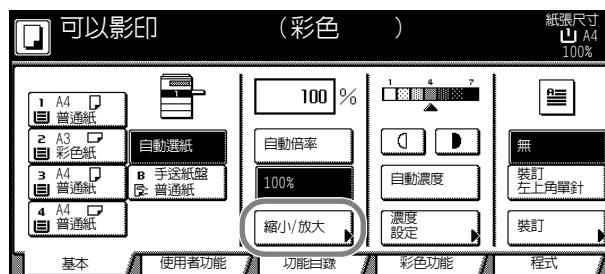 可以影印 (彩色 )
紙張尺寸
A4
100%
1 A4
普通紙
2 A3
彩色紙
3 A4
普通紙
4 A4
普通紙
1
自動選紙
B 手送紙盤
普通紙
100 %
自動倍率
100%
縮小/放大
1 4 7
自動濃度
濃度
設定
無
裝訂
左上角單針
裝訂
基本
使用者功能
功能目錄
彩色功能
程式